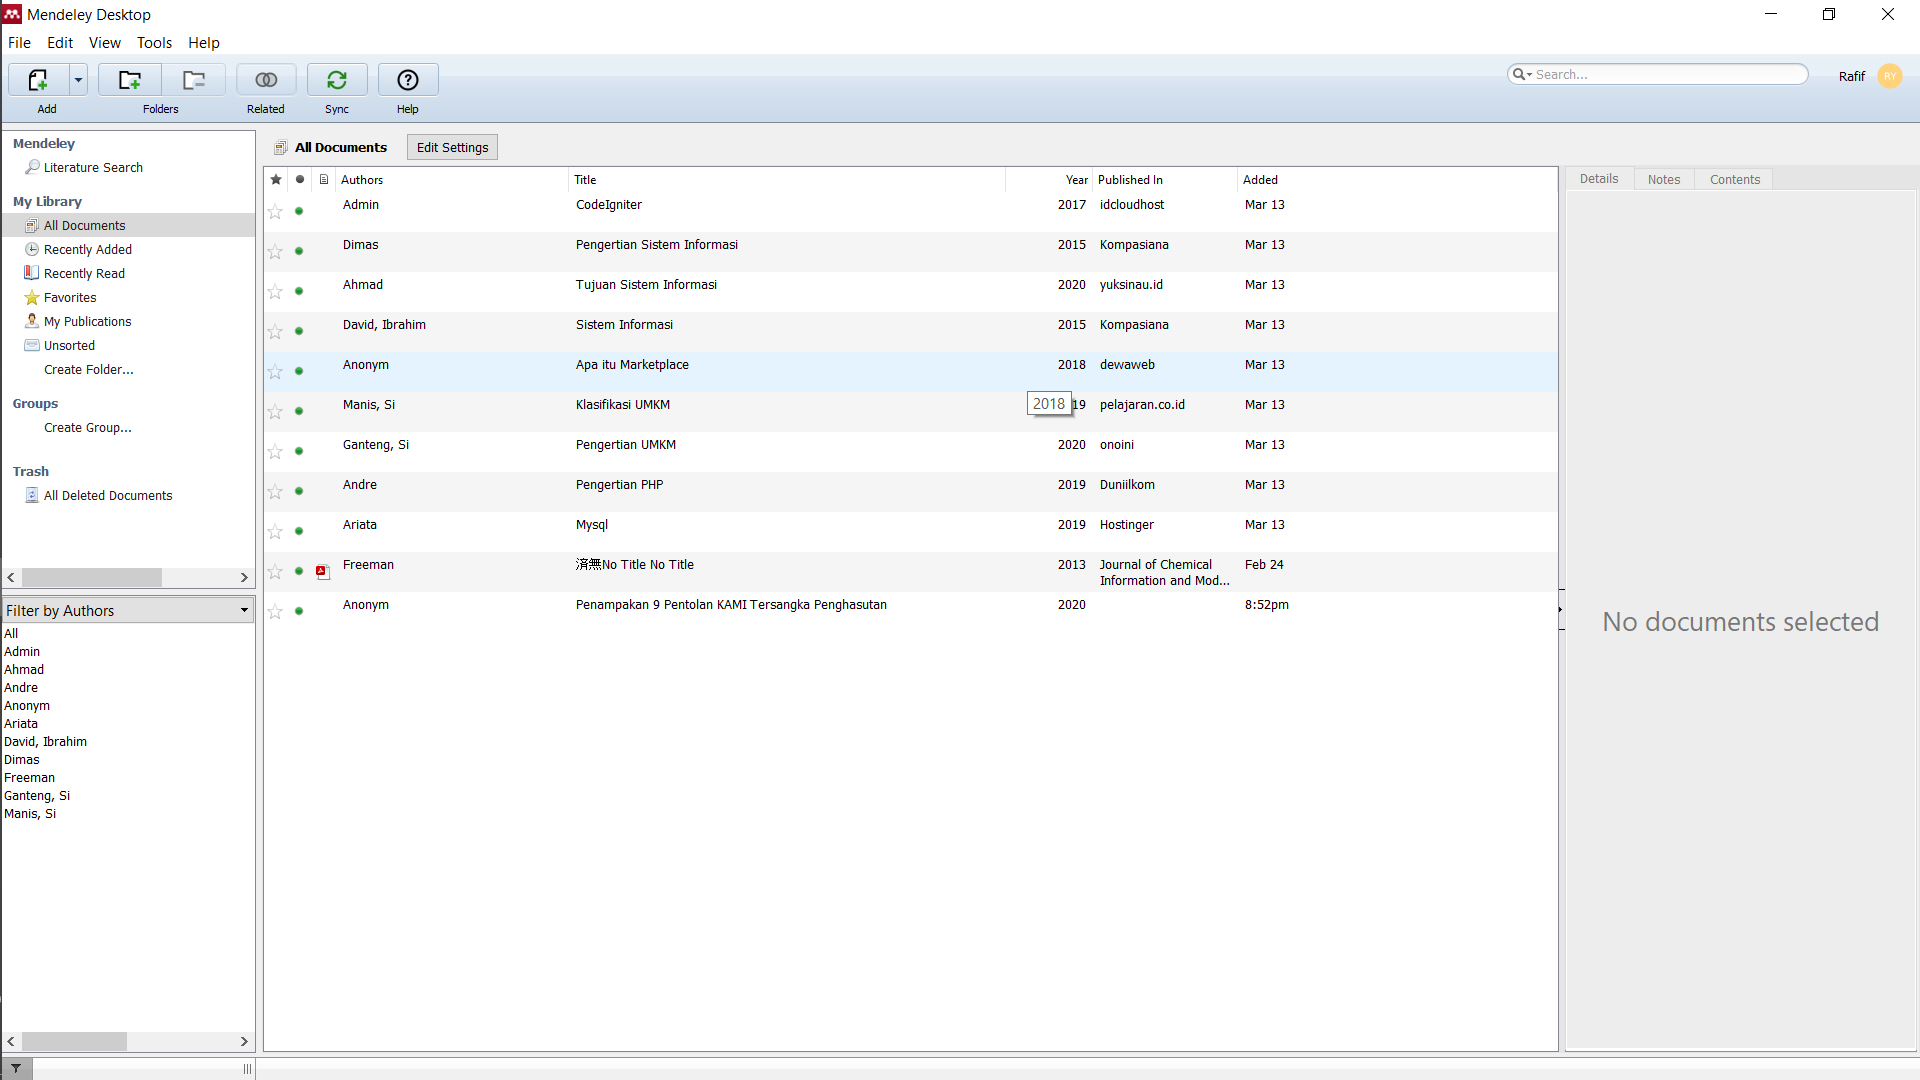 Mendeley Desktop
File Edit View Tools Help
Add Folders Related Sync Help
Search...
Rafif RY
Mendeley
Literature Search
My Library
All Documents
Recently Added
Recently Read
Favorites
My Publications
Unsorted
Create Folder...
Groups
Create Group...
Trash
All Deleted Documents
Filter by Authors
All
Admin
Ahmad
Andre
Anonym
Ariata
David, Ibrahim
Dimas
Freeman
Ganteng, Si
Manis, Si
All Documents Edit Settings
Authors Title Year Published In Added
Admin CodeIgniter 2017 idcloudhost Mar 13
Dimas Pengertian Sistem Informasi 2015 Kompasiana Mar 13
Ahmad Tujuan Sistem Informasi 2020 yuksinau.id Mar 13
David, Ibrahim Sistem Informasi 2015 Kompasiana Mar 13
Anonym Apa itu Marketplace 2018 dewaweb Mar 13
Manis, Si Klasifikasi UMKM 19 pelajaran.co.id Mar 13
2018
Ganteng, Si Pengertian UMKM 2020 onoini Mar 13
Andre Pengertian PHP 2019 Duniilkom Mar 13
Ariata Mysql 2019 Hostinger Mar 13
Freeman 済無No Title No Title 2013 Journal of Chemical Feb 24
Information and Mod...
Anonym Penampakan 9 Pentolan KAMI Tersangka Penghasutan 2020 8:52pm
Details Notes Contents
No documents selected